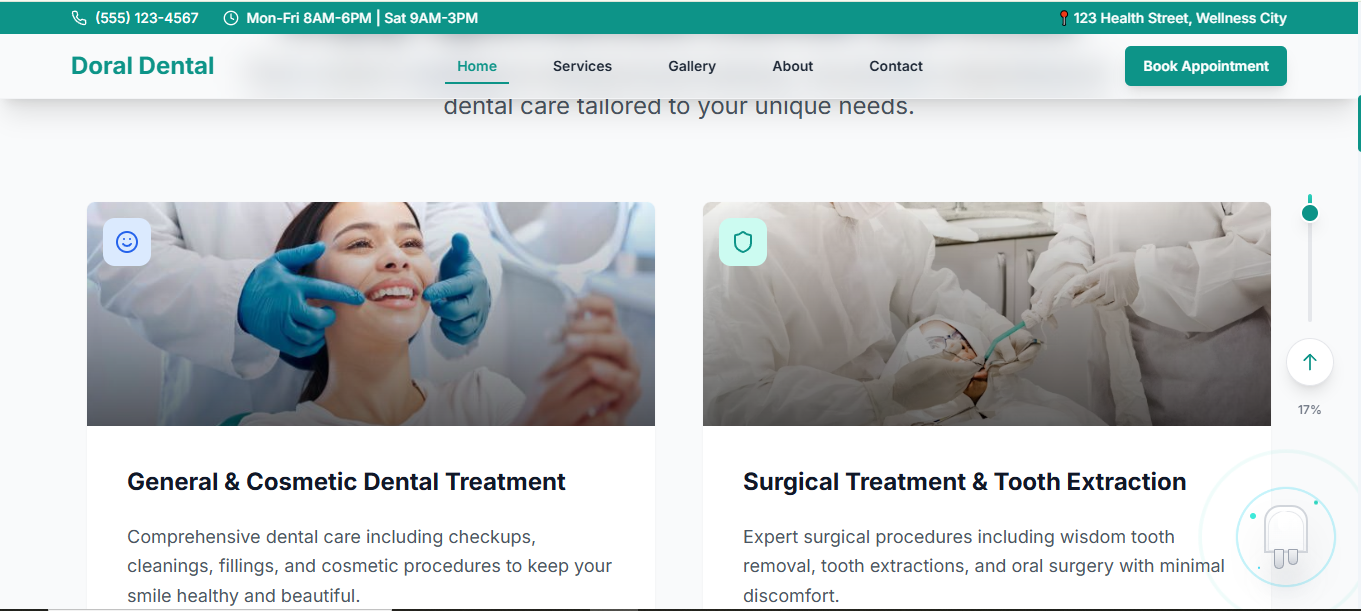 (555) 123-4567 Mon-Fri 8AM-6PM | Sat 9AM-3PM 123 Health Street, Wellness City
Doral Dental Home Services Gallery About Contact Book Appointment
dental care tailored to your unique needs.
17%
General & Cosmetic Dental Treatment
Comprehensive dental care including checkups,
cleanings, fillings, and cosmetic procedures to keep your
smile healthy and beautiful.
Surgical Treatment & Tooth Extraction
Expert surgical procedures including wisdom tooth
removal, tooth extractions, and oral surgery with minimal
discomfort.